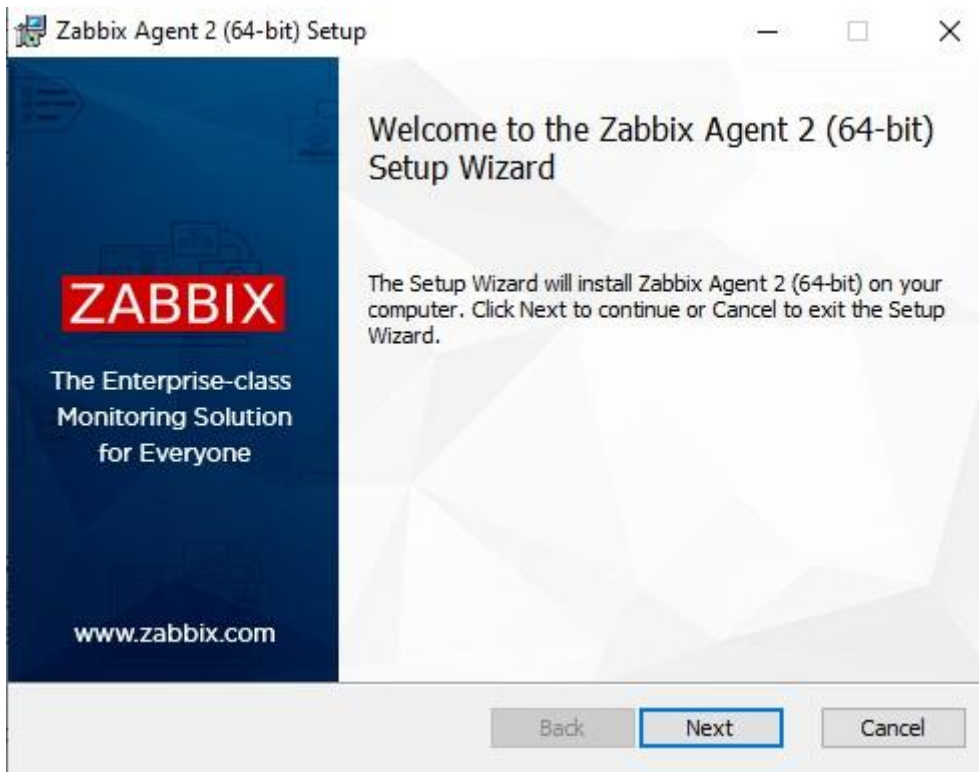 Zabbix Agent 2 (64-bit) Setup
Welcome to the Zabbix Agent 2 (64-bit)
Setup Wizard
The Setup Wizard will install Zabbix Agent 2 (64-bit) on your
computer. Click Next to continue or Cancel to exit the Setup
Wizard.
ZABBIX
The Enterprise-class
Monitoring Solution
for Everyone
www.zabbix.com
Back
Next
Cancel